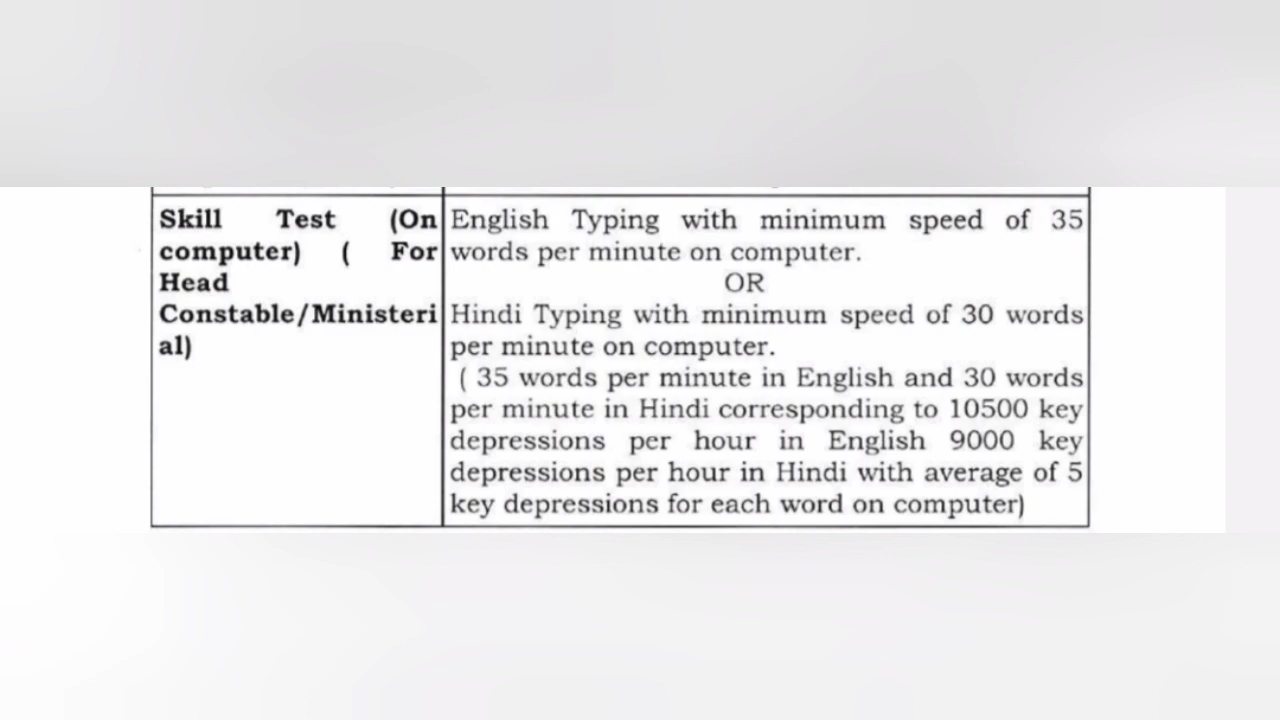 Skill Test (On
computer) ( For
Head
Constable/Ministeri
al)
English Typing with minimum speed of 35
words per minute on computer.
OR
Hindi Typing with minimum speed of 30 words
per minute on computer.
( 35 words per minute in English and 30 words
per minute in Hindi corresponding to 10500 key
depressions per hour in English 9000 key
depressions per hour in Hindi with average of 5
key depressions for each word on computer)